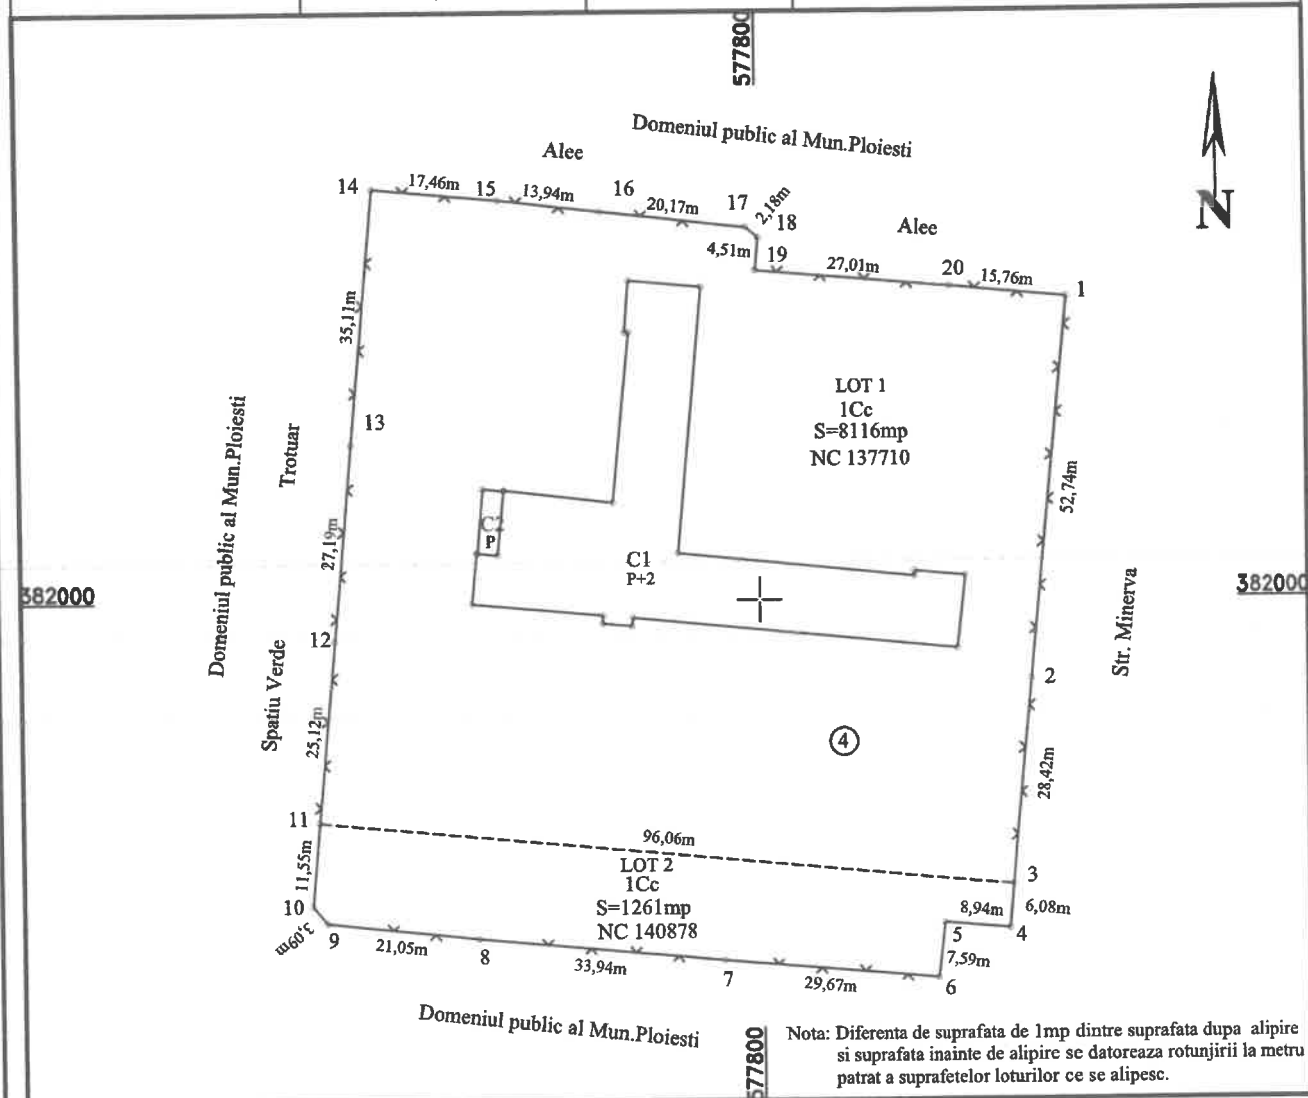 577800
Domeniul public al Mun.Ploiesti
Alee
14
17,46m
15
13,94m
16
20,17m
17
2,18m
18
4,51m
19
Alee
27,01m
20
15,76m
1
N
35,11m
LOT 1
1Cc
S=8116mp
NC 137710
13
Trotuar
Domeniul public al Mun.Ploiesti
52,74m
27,19m
P
C1
P+2
382000
382000
Str. Minerva
12
2
Spatiu Verde
25,12m
4
28,42m
11
96,06m
3
11,55m
LOT 2
1Cc
S=1261mp
NC 140878
8,94m
6,08m
10
3,09m
9
21,05m
8
33,94m
7
29,67m
5
4
7,59m
6
Domeniul public al Mun.Ploiesti
577800
Nota: Diferenta de suprafata de 1mp dintre suprafata dupa alipire
si suprafata inainte de alipire se datoreaza rotunjirii la metru
patrat a suprafetelor loturilor ce se alipesc.